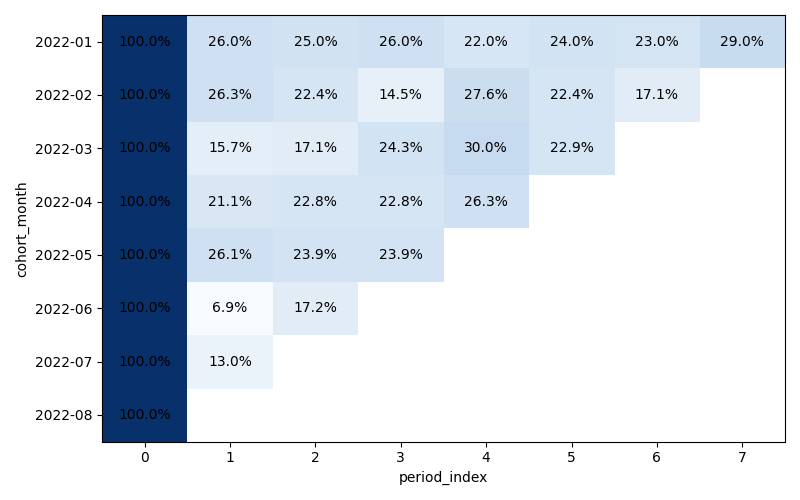 2022-01 100.0% 26.0% 25.0% 26.0% 22.0% 24.0% 23.0% 29.0%
2022-02 100.0% 26.3% 22.4% 14.5% 27.6% 22.4% 17.1%
2022-03 100.0% 15.7% 17.1% 24.3% 30.0% 22.9%
2022-04 100.0% 21.1% 22.8% 22.8% 26.3%
2022-05 100.0% 26.1% 23.9% 23.9%
2022-06 100.0% 6.9% 17.2%
2022-07 100.0% 13.0%
2022-08 100.0%
cohort_month
0 1 2 3 4 5 6 7
period_index